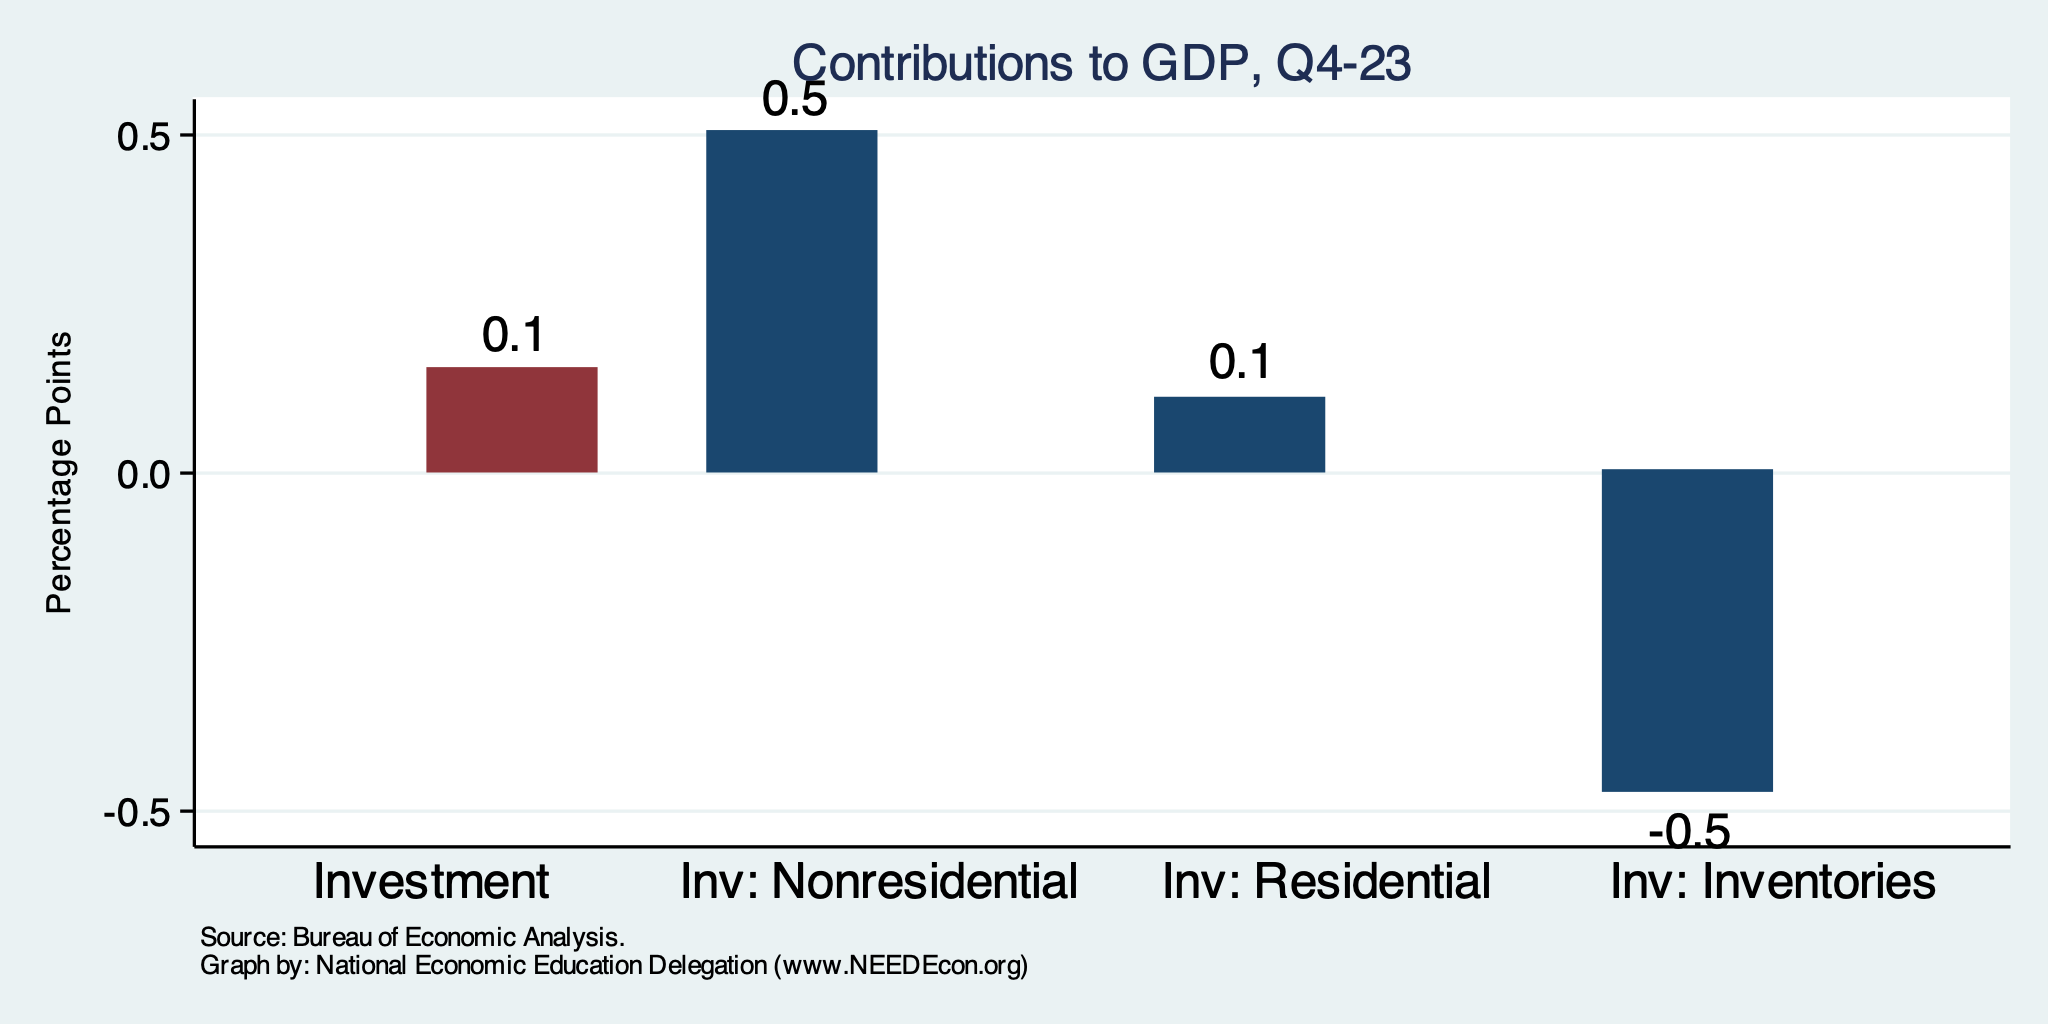 Contributions to GDP, Q4-23
0.5
0.5
0.1
0.1
0.0
-0.5
-0.5
Percentage Points
Investment
Inv: Nonresidential
Inv: Residential
Inv: Inventories
Source: Bureau of Economic Analysis.
Graph by: National Economic Education Delegation (www.NEEDEcon.org)